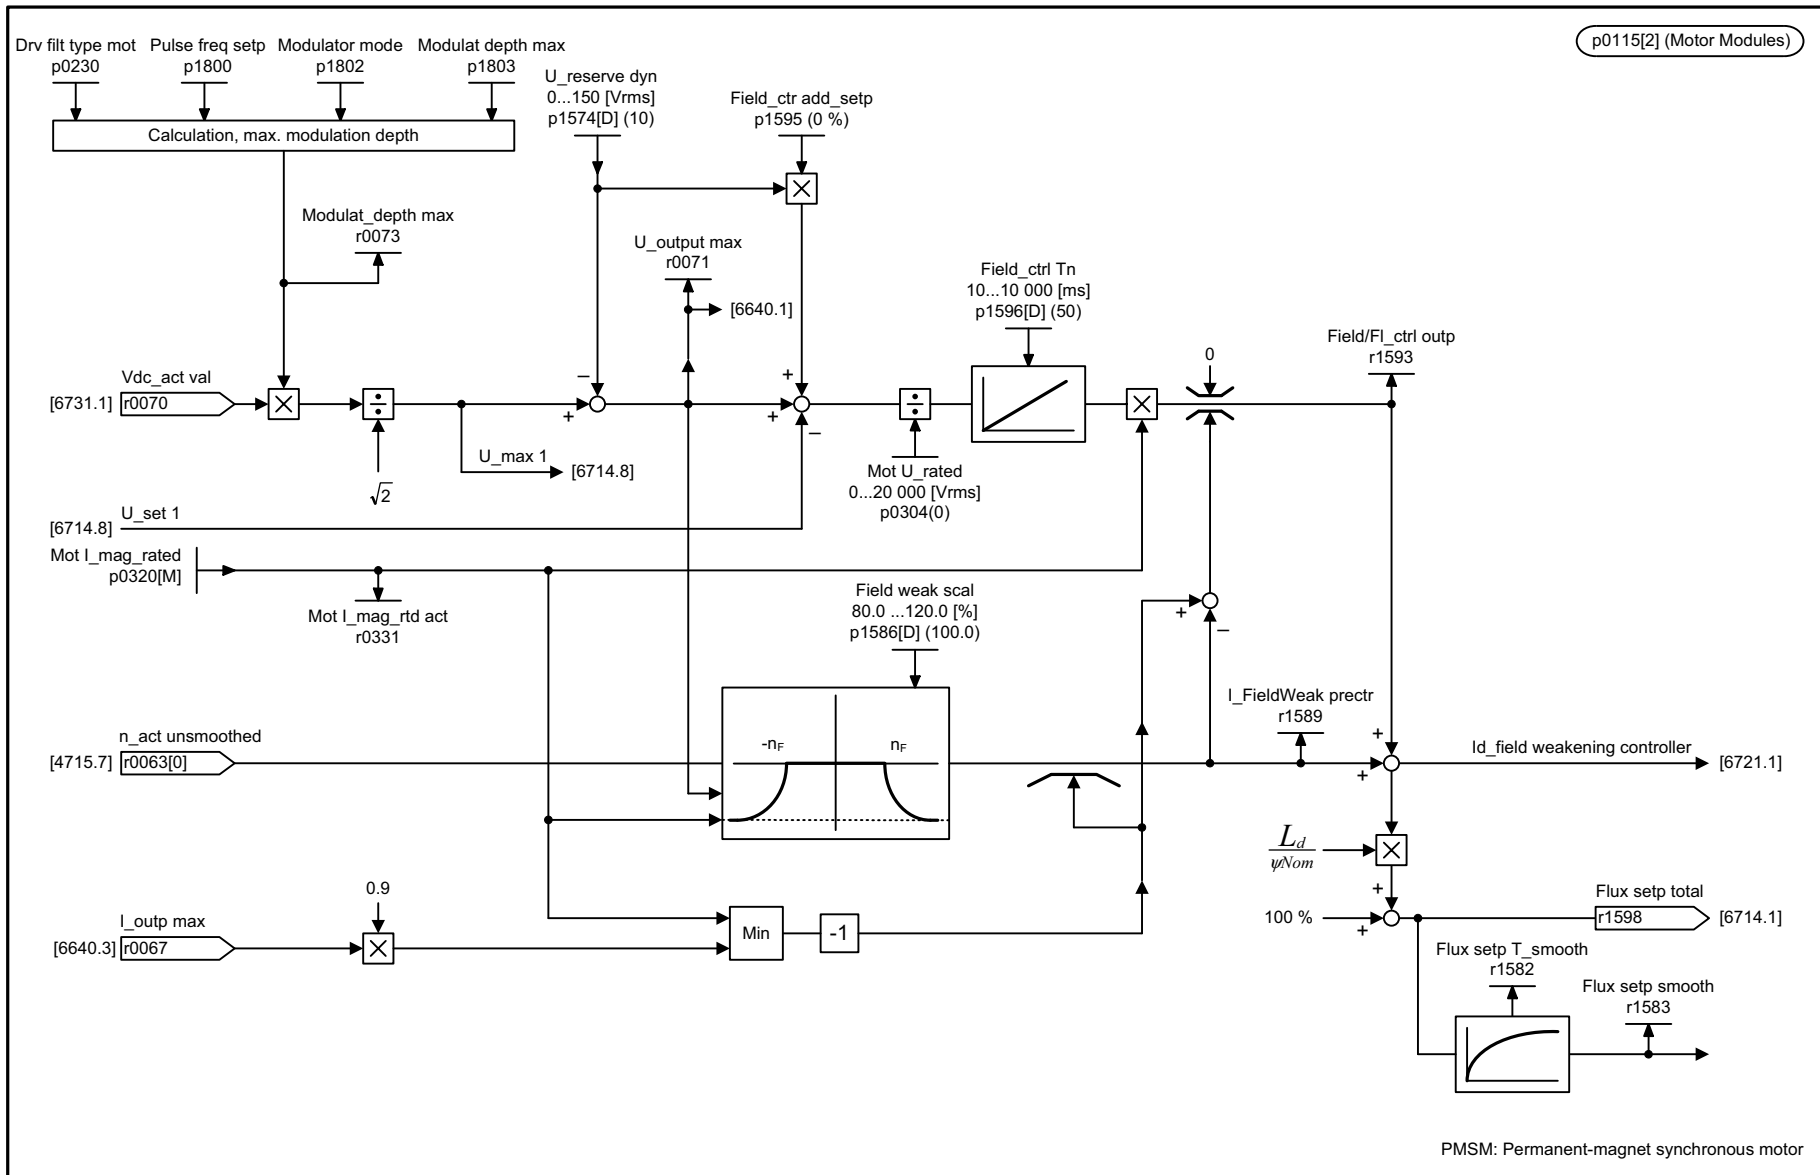 p0115[2] (Motor Modules)
Drv filt type mot
p0230
Pulse freq setp
p1800
Modulator mode
p1802
Modulat depth max
p1803
Calculation, max. modulation depth
U_reserve dyn
0...150 [Vrms]
p1574[D] (10)
Field_ctr add_setp
p1595 (0 %)
Modulat_depth max
r0073
U_output max
r0071
[6640.1]
Field_ctrl Tn
10...10 000 [ms]
p1596[D] (50)
0
Field/Fl_ctrl outp
r1593
Vdc_act val
[6731.1]
r0070
–
+
+
+
–
√2
U_max 1
[6714.8]
Mot U_rated
0...20 000 [Vrms]
p0304(0)
U_set 1
[6714.8]
Mot I_mag_rated
p0320[M]
Mot I_mag_rtd act
r0331
Field weak scal
80.0 ...120.0 [%]
p1586[D] (100.0)
+
–
I_FieldWeak prectr
r1589
n_act unsmoothed
[4715.7]
r0063[0]
-nF
nF
+
+
Id_field weakening controller
[6721.1]
Ld
ψNom
0.9
I_outp max
[6640.3]
r0067
Min
-1
100 %
+
+
Flux setp total
r1598
[6714.1]
Flux setp T_smooth
r1582
Flux setp smooth
r1583
PMSM: Permanent-magnet synchronous motor